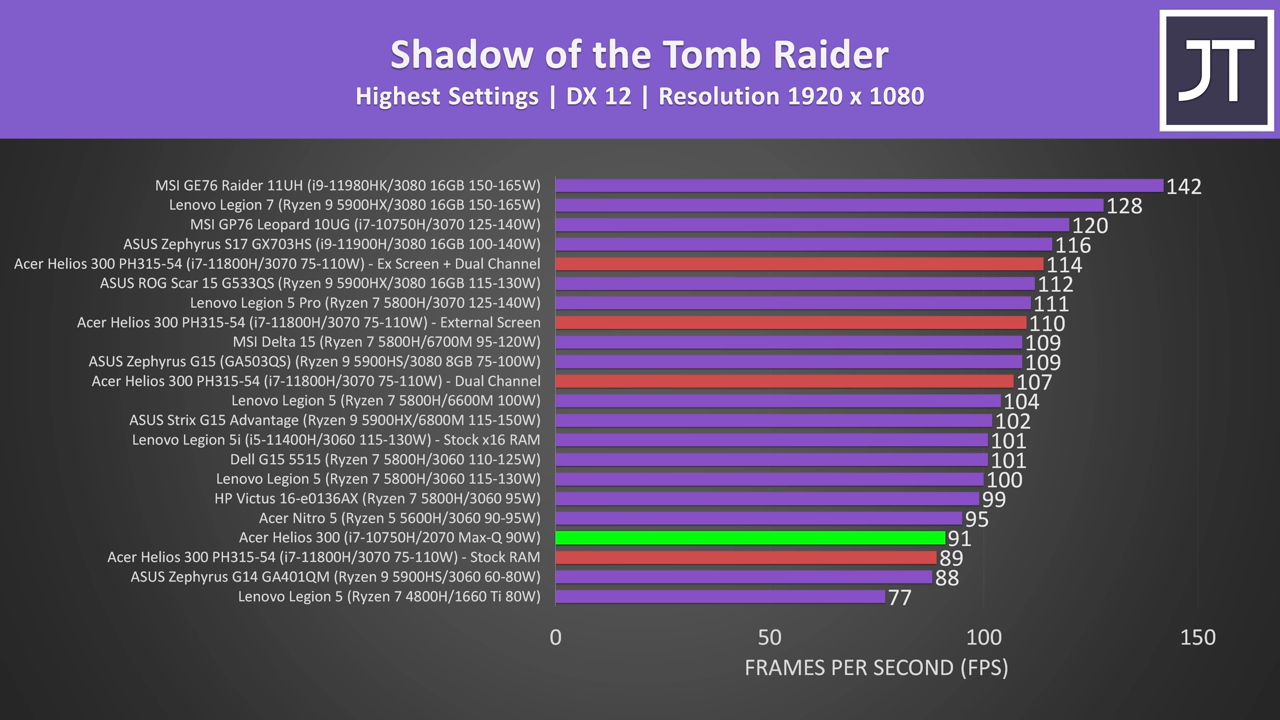 Shadow of the Tomb Raider
Highest Settings | DX 12 | Resolution 1920 x 1080
JT
MSI GE76 Raider 11UH (i9-11980HK/3080 16GB 150-165W) 142
Lenovo Legion 7 (Ryzen 9 5900HX/3080 16GB 150-165W) 128
MSI GP76 Leopard 10UG (i7-10750H/3070 125-140W) 120
ASUS Zephyrus S17 GX703HS (i9-11900H/3080 16GB 100-140W) 116
Acer Helios 300 PH315-54 (i7-11800H/3070 75-110W) - Ex Screen + Dual Channel 114
ASUS ROG Scar 15 G533QS (Ryzen 9 5900HX/3080 16GB 115-130W) 112
Lenovo Legion 5 Pro (Ryzen 7 5800H/3070 125-140W) 111
Acer Helios 300 PH315-54 (i7-11800H/3070 75-110W) - External Screen 110
MSI Delta 15 (Ryzen 7 5800H/6700M 95-120W) 109
ASUS Zephyrus G15 (GA503QS) (Ryzen 9 5900HS/3080 8GB 75-100W) 109
Acer Helios 300 PH315-54 (i7-11800H/3070 75-110W) - Dual Channel 107
Lenovo Legion 5 (Ryzen 7 5800H/6600M 100W) 104
ASUS Strix G15 Advantage (Ryzen 9 5900HX/6800M 115-150W) 102
Lenovo Legion 5i (i5-11400H/3060 115-130W) - Stock x16 RAM 101
Dell G15 5515 (Ryzen 7 5800H/3060 110-125W) 101
Lenovo Legion 5 (Ryzen 7 5800H/3060 115-130W) 100
HP Victus 16-e0136AX (Ryzen 7 5800H/3060 95W) 99
Acer Nitro 5 (Ryzen 5 5600H/3060 90-95W) 95
Acer Helios 300 (i7-10750H/2070 Max-Q 90W) 91
Acer Helios 300 PH315-54 (i7-11800H/3070 75-110W) - Stock RAM 89
ASUS Zephyrus G14 GA401QM (Ryzen 9 5900HS/3060 60-80W) 88
Lenovo Legion 5 (Ryzen 7 4800H/1660 Ti 80W) 77
0 50 100 150
FRAMES PER SECOND (FPS)